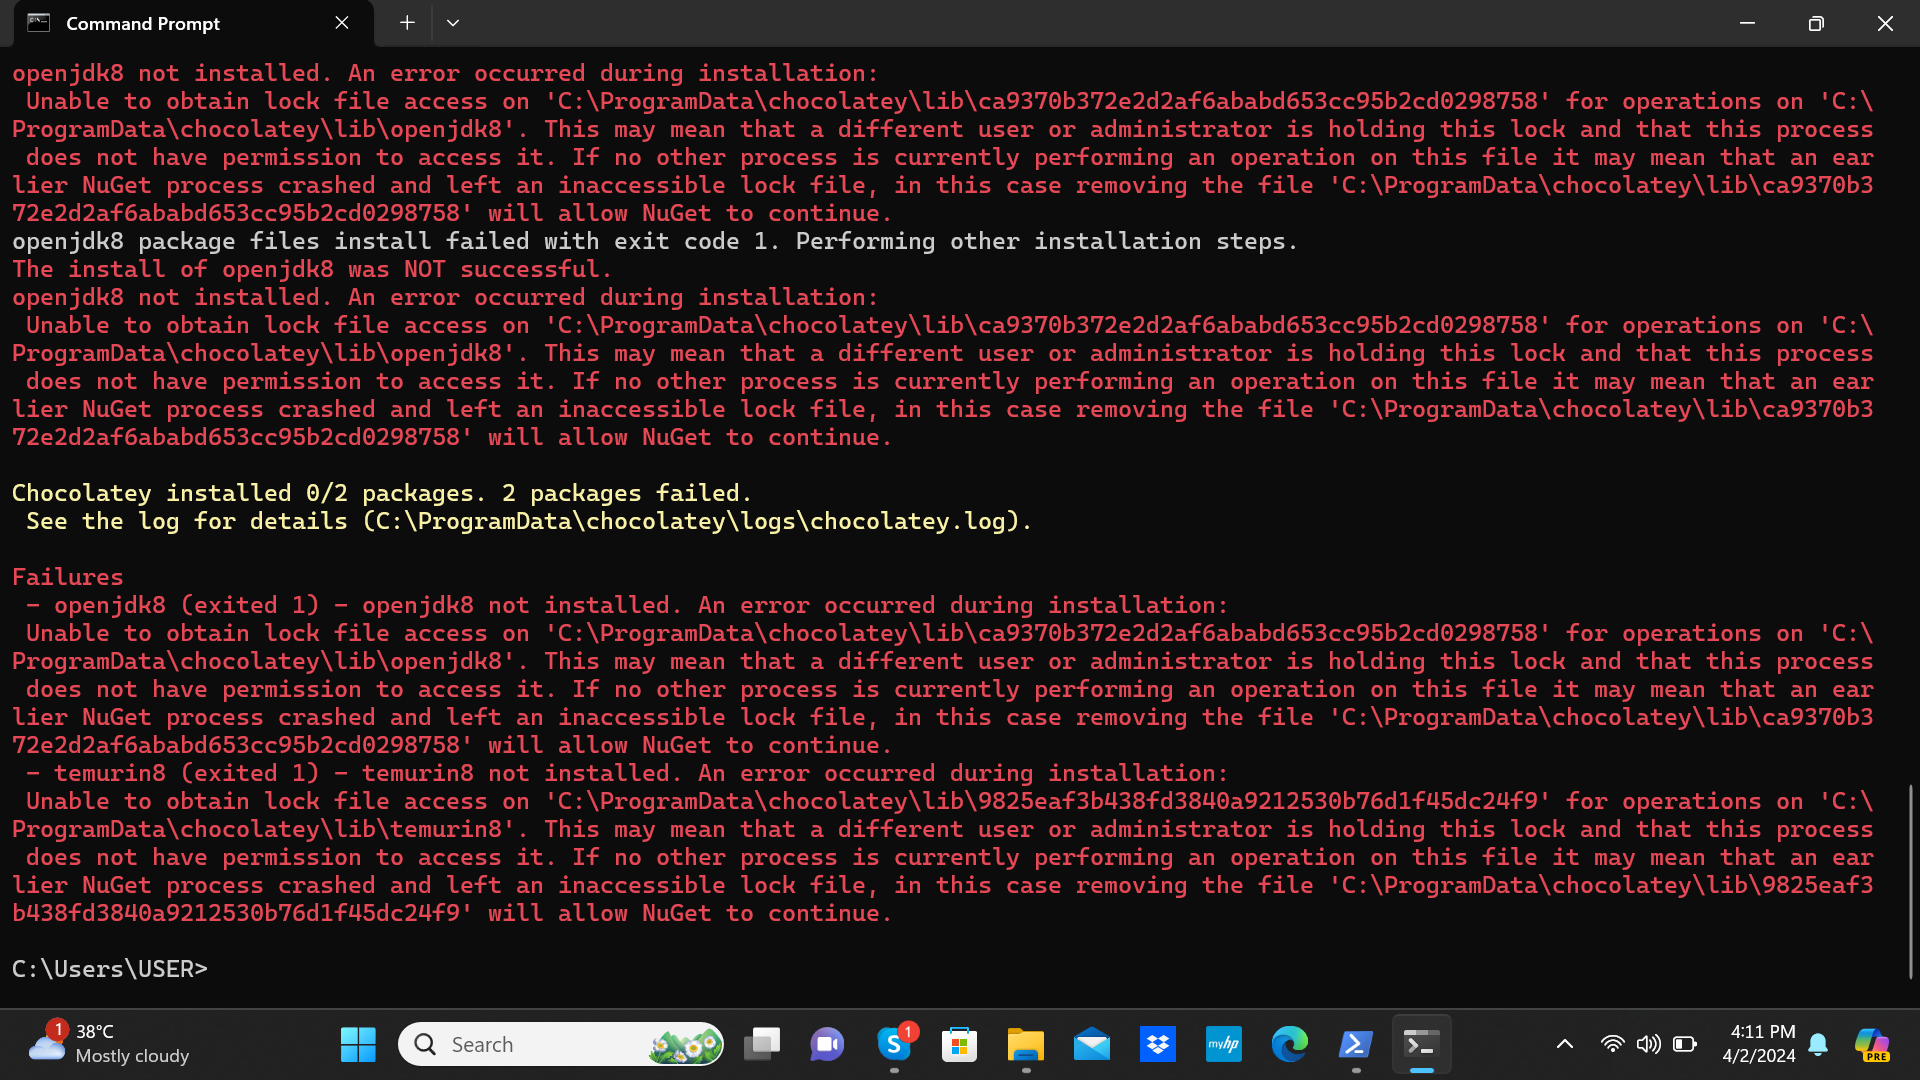 Command Prompt
openjdk8 not installed. An error occurred during installation:
Unable to obtain lock file access on 'C:\ProgramData\chocolatey\lib\ca9370b372e2d2af6ababd653cc95b2cd0298758' for operations on 'C:\
ProgramData\chocolatey\lib\openjdk8'. This may mean that a different user or administrator is holding this lock and that this process
does not have permission to access it. If no other process is currently performing an operation on this file it may mean that an ear
lier NuGet process crashed and left an inaccessible lock file, in this case removing the file 'C:\ProgramData\chocolatey\lib\ca9370b3
72e2d2af6ababd653cc95b2cd0298758' will allow NuGet to continue.
openjdk8 package files install failed with exit code 1. Performing other installation steps.
The install of openjdk8 was NOT successful.
openjdk8 not installed. An error occurred during installation:
Unable to obtain lock file access on 'C:\ProgramData\chocolatey\lib\ca9370b372e2d2af6ababd653cc95b2cd0298758' for operations on 'C:\
ProgramData\chocolatey\lib\openjdk8'. This may mean that a different user or administrator is holding this lock and that this process
does not have permission to access it. If no other process is currently performing an operation on this file it may mean that an ear
lier NuGet process crashed and left an inaccessible lock file, in this case removing the file 'C:\ProgramData\chocolatey\lib\ca9370b3
72e2d2af6ababd653cc95b2cd0298758' will allow NuGet to continue.
Chocolatey installed 0/2 packages. 2 packages failed.
See the log for details (C:\ProgramData\chocolatey\logs\chocolatey.log).
Failures
- openjdk8 (exited 1) - openjdk8 not installed. An error occurred during installation:
Unable to obtain lock file access on 'C:\ProgramData\chocolatey\lib\ca9370b372e2d2af6ababd653cc95b2cd0298758' for operations on 'C:\
ProgramData\chocolatey\lib\openjdk8'. This may mean that a different user or administrator is holding this lock and that this process
does not have permission to access it. If no other process is currently performing an operation on this file it may mean that an ear
lier NuGet process crashed and left an inaccessible lock file, in this case removing the file 'C:\ProgramData\chocolatey\lib\ca9370b3
72e2d2af6ababd653cc95b2cd0298758' will allow NuGet to continue.
- temurin8 (exited 1) - temurin8 not installed. An error occurred during installation:
Unable to obtain lock file access on 'C:\ProgramData\chocolatey\lib\9825eaf3b438fd3840a9212530b76d1f45dc24f9' for operations on 'C:\
ProgramData\chocolatey\lib\temurin8'. This may mean that a different user or administrator is holding this lock and that this process
does not have permission to access it. If no other process is currently performing an operation on this file it may mean that an ear
lier NuGet process crashed and left an inaccessible lock file, in this case removing the file 'C:\ProgramData\chocolatey\lib\9825eaf3
b438fd3840a9212530b76d1f45dc24f9' will allow NuGet to continue.
C:\Users\USER>
1
38°C
Mostly cloudy
Search
S
1
myhp
4:11 PM
4/2/2024
PRE